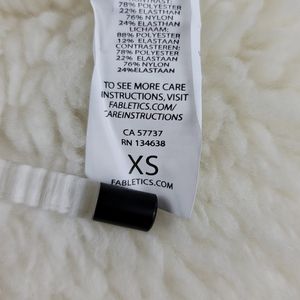 78% POLYESTER
22% ELASTHAN
76% NYLON
24% ELASTHAN
LICHAAM:
88% POLYESTER
12% ELASTAAN
CONTRASTEREN:
78% POLYESTER
22% ELASTAAN
76% NYLON
24%ELASTAAN
TO SEE MORE CARE
INSTRUCTIONS, VISIT
FABLETICS.COM/
CAREINSTRUCTIONS
CA 57737
RN 134638
XS
FABLETICS.COM